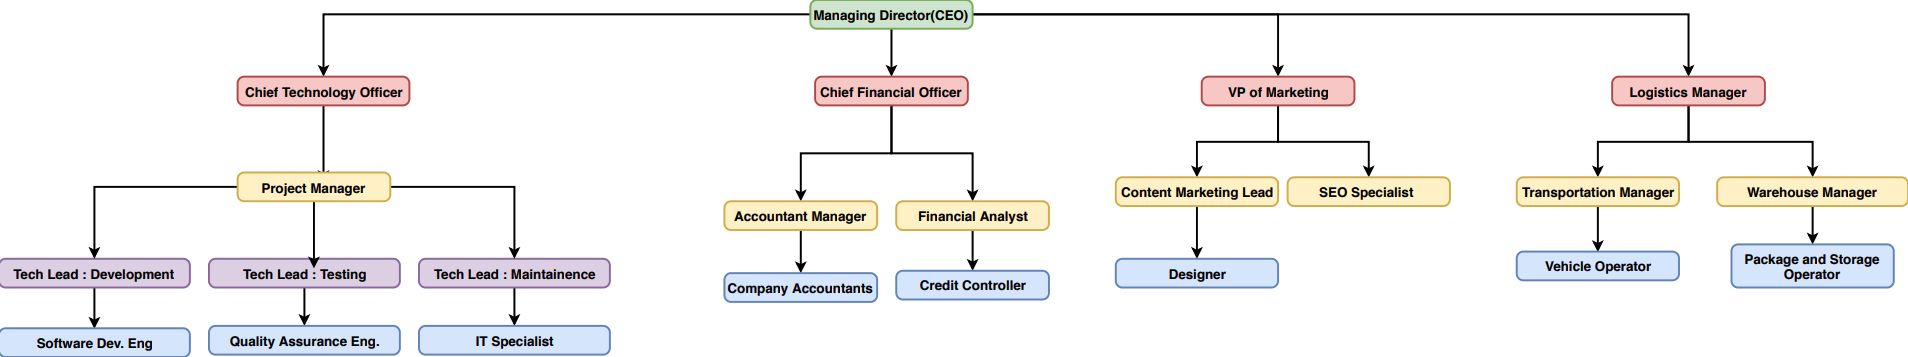 Managing Director(CEO)
Chief Technology Officer
Chief Financial Officer
VP of Marketing
Logistics Manager
Project Manager
Content Marketing Lead
SEO Specialist
Transportation Manager
Warehouse Manager
Accountant Manager
Financial Analyst
Tech Lead : Development
Tech Lead : Testing
Tech Lead : Maintainence
Company Accountants
Credit Controller
Designer
Vehicle Operator
Package and Storage
Operator
Software Dev. Eng
Quality Assurance Eng.
IT Specialist